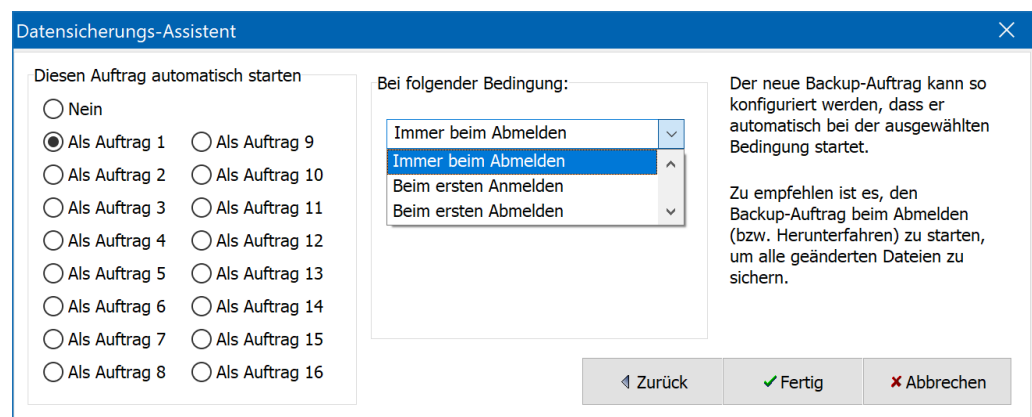 Datensicherungs-Assistent
Diesen Auftrag automatisch starten
Nein
Als Auftrag 1
Als Auftrag 2
Als Auftrag 3
Als Auftrag 4
Als Auftrag 5
Als Auftrag 6
Als Auftrag 7
Als Auftrag 8
Als Auftrag 9
Als Auftrag 10
Als Auftrag 11
Als Auftrag 12
Als Auftrag 13
Als Auftrag 14
Als Auftrag 15
Als Auftrag 16
Bei folgender Bedingung:
Immer beim Abmelden
Immer beim Abmelden
Beim ersten Anmelden
Beim ersten Abmelden
Der neue Backup-Auftrag kann so
konfiguriert werden, dass er
automatisch bei der ausgewählten
Bedingung startet.
Zu empfehlen ist es, den
Backup-Auftrag beim Abmelden
(bzw. Herunterfahren) zu starten,
um alle geänderten Dateien zu
sichern.
Zurück
Fertig
Abbrechen